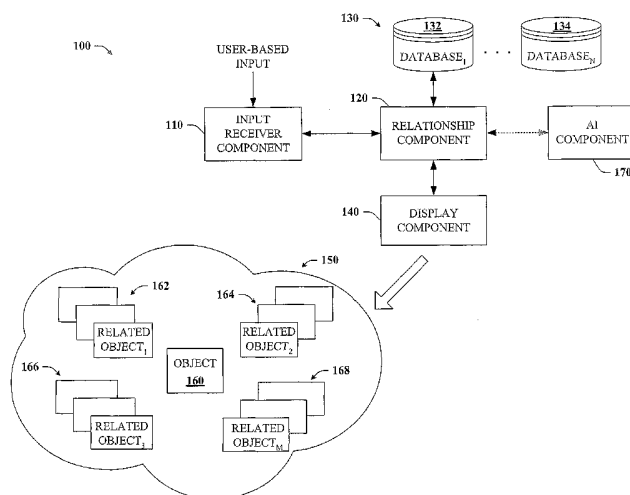 100
130
132
134
USER-BASED
INPUT
DATABASE1
. . .
DATABASEN
120
110
INPUT
RECEIVER
COMPONENT
RELATIONSHIP
COMPONENT
AI
COMPONENT
170
140
DISPLAY
COMPONENT
150
162
164
RELATED
OBJECT1
RELATED
OBJECT2
OBJECT
160
166
168
RELATED
OBJECT3
RELATED
OBJECTM